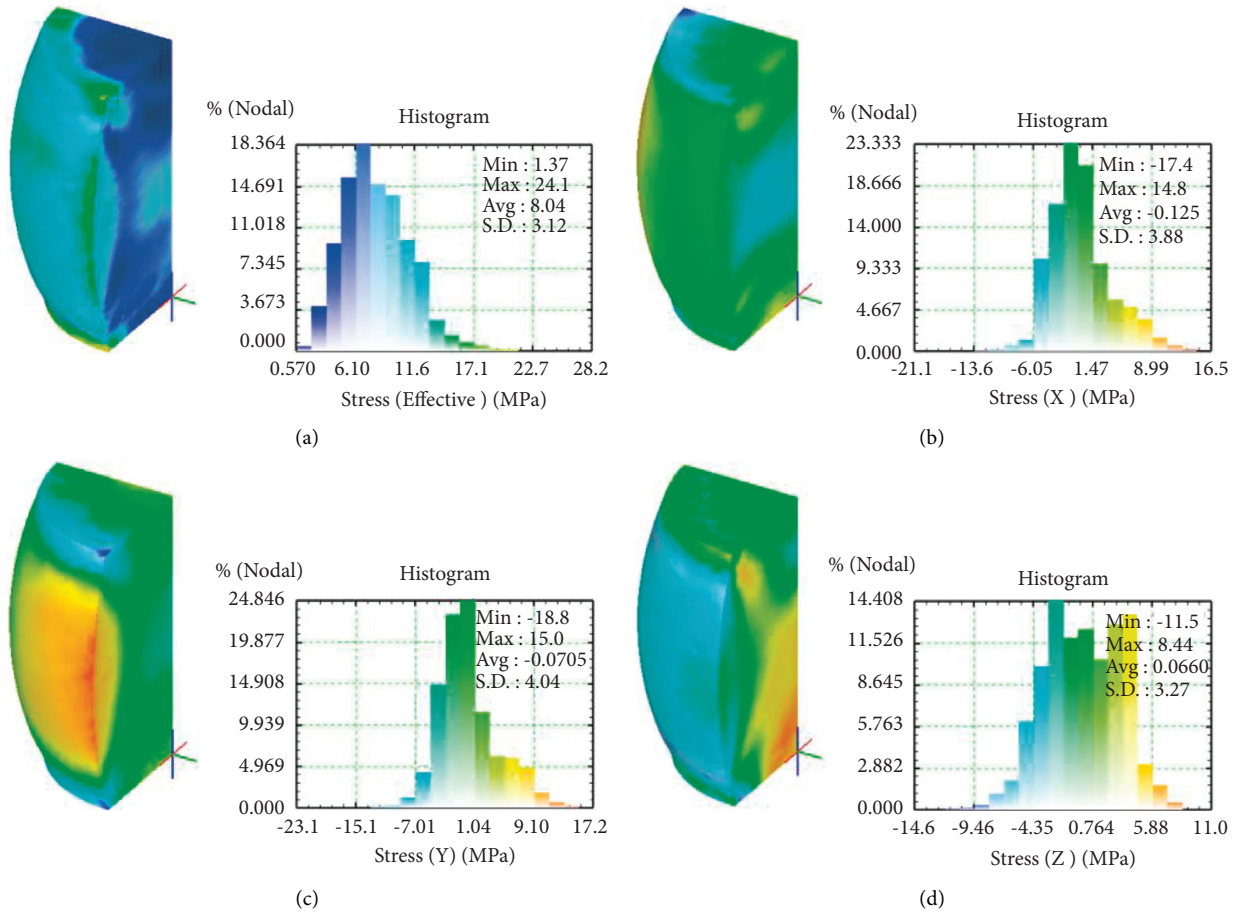 % (Nodal)
Histogram
18.364
14.691
11.018
7.345
3.673
0.000
Min : 1.37
Max : 24.1
Avg : 8.04
S.D. : 3.12
0.570 6.10 11.6 17.1 22.7 28.2
Stress (Effective ) (MPa)
(a)
% (Nodal)
Histogram
23.333
18.666
14.000
9.333
4.667
0.000
Min : -17.4
Max : 14.8
Avg : -0.125
S.D. : 3.88
-21.1 -13.6 -6.05 1.47 8.99 16.5
Stress (X ) (MPa)
(b)
% (Nodal)
Histogram
24.846
19.877
14.908
9.939
4.969
0.000
Min : -18.8
Max : 15.0
Avg : -0.0705
S.D. : 4.04
-23.1 -15.1 -7.01 1.04 9.10 17.2
Stress (Y) (MPa)
(c)
% (Nodal)
Histogram
14.408
11.526
8.645
5.763
2.882
0.000
Min : -11.5
Max : 8.44
Avg : 0.0660
S.D. : 3.27
-14.6 -9.46 -4.35 0.764 5.88 11.0
Stress (Z ) (MPa)
(d)